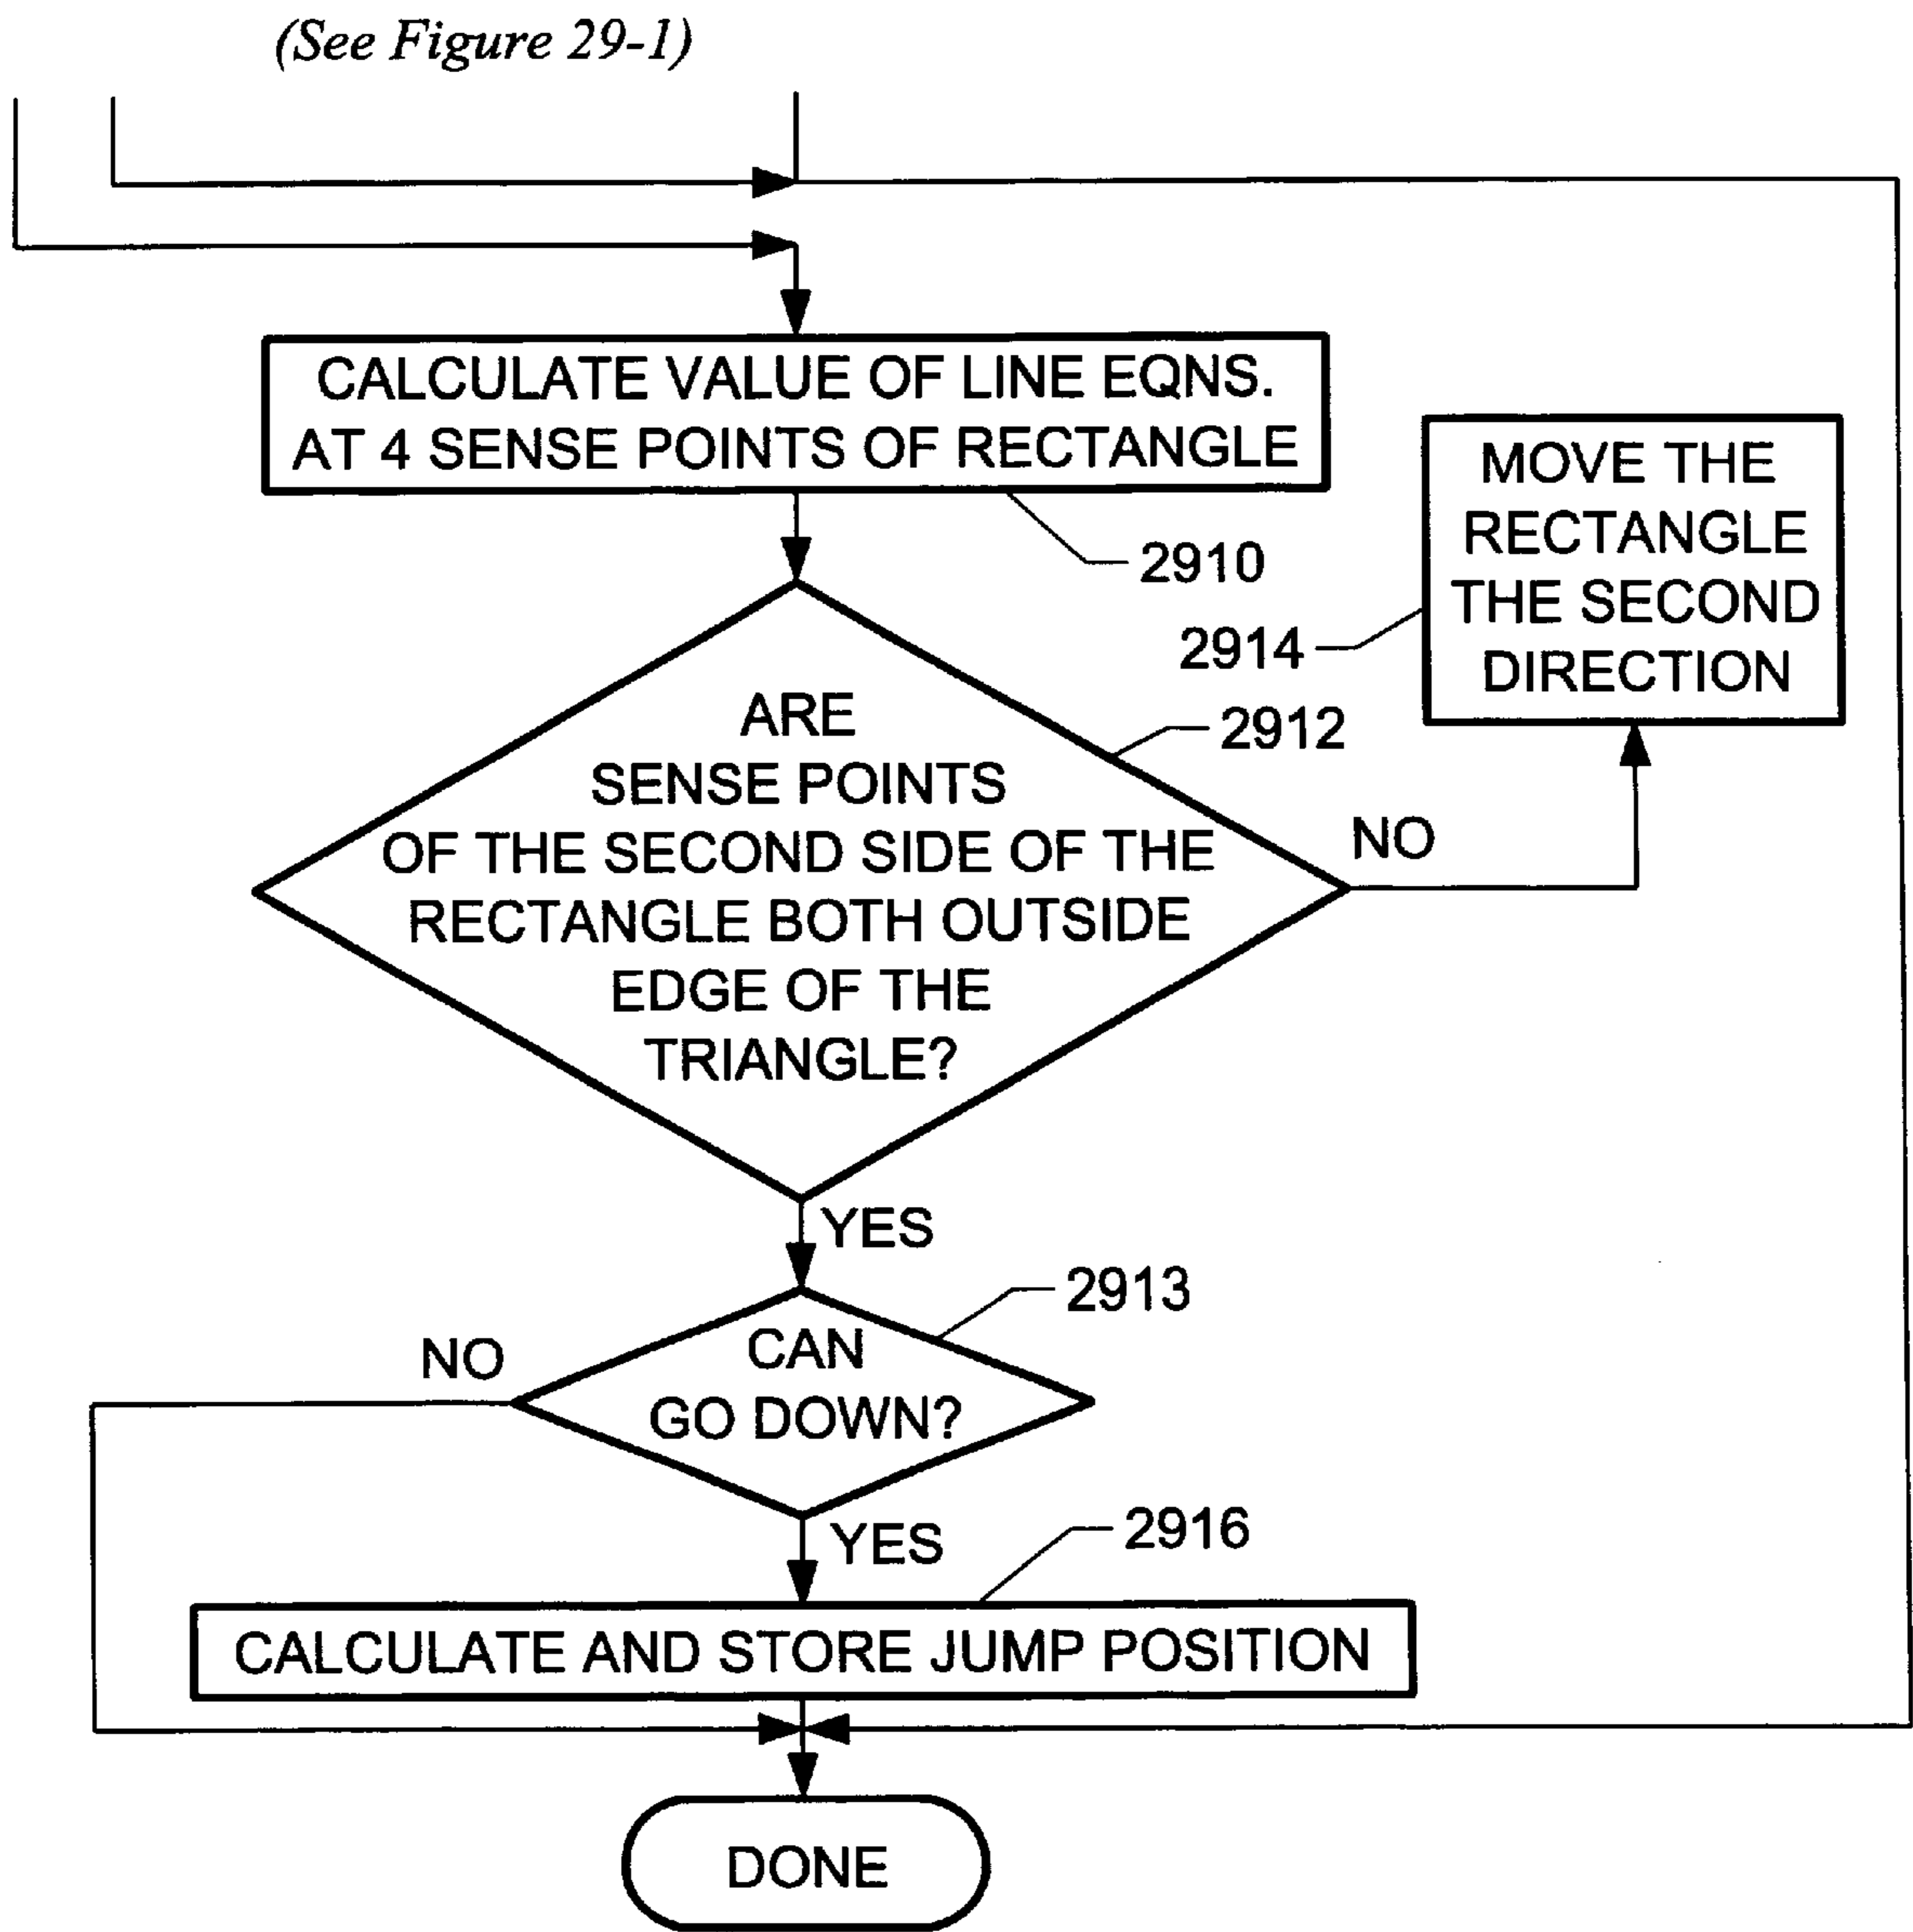 (See Figure 29-1)
CALCULATE VALUE OF LINE EQNS.
AT 4 SENSE POINTS OF RECTANGLE
2910
MOVE THE
RECTANGLE
THE SECOND
DIRECTION
2914
ARE
SENSE POINTS
OF THE SECOND SIDE OF THE
RECTANGLE BOTH OUTSIDE
EDGE OF THE
TRIANGLE?
2912
NO
YES
2913
CAN
GO DOWN?
NO
YES
2916
CALCULATE AND STORE JUMP POSITION
DONE